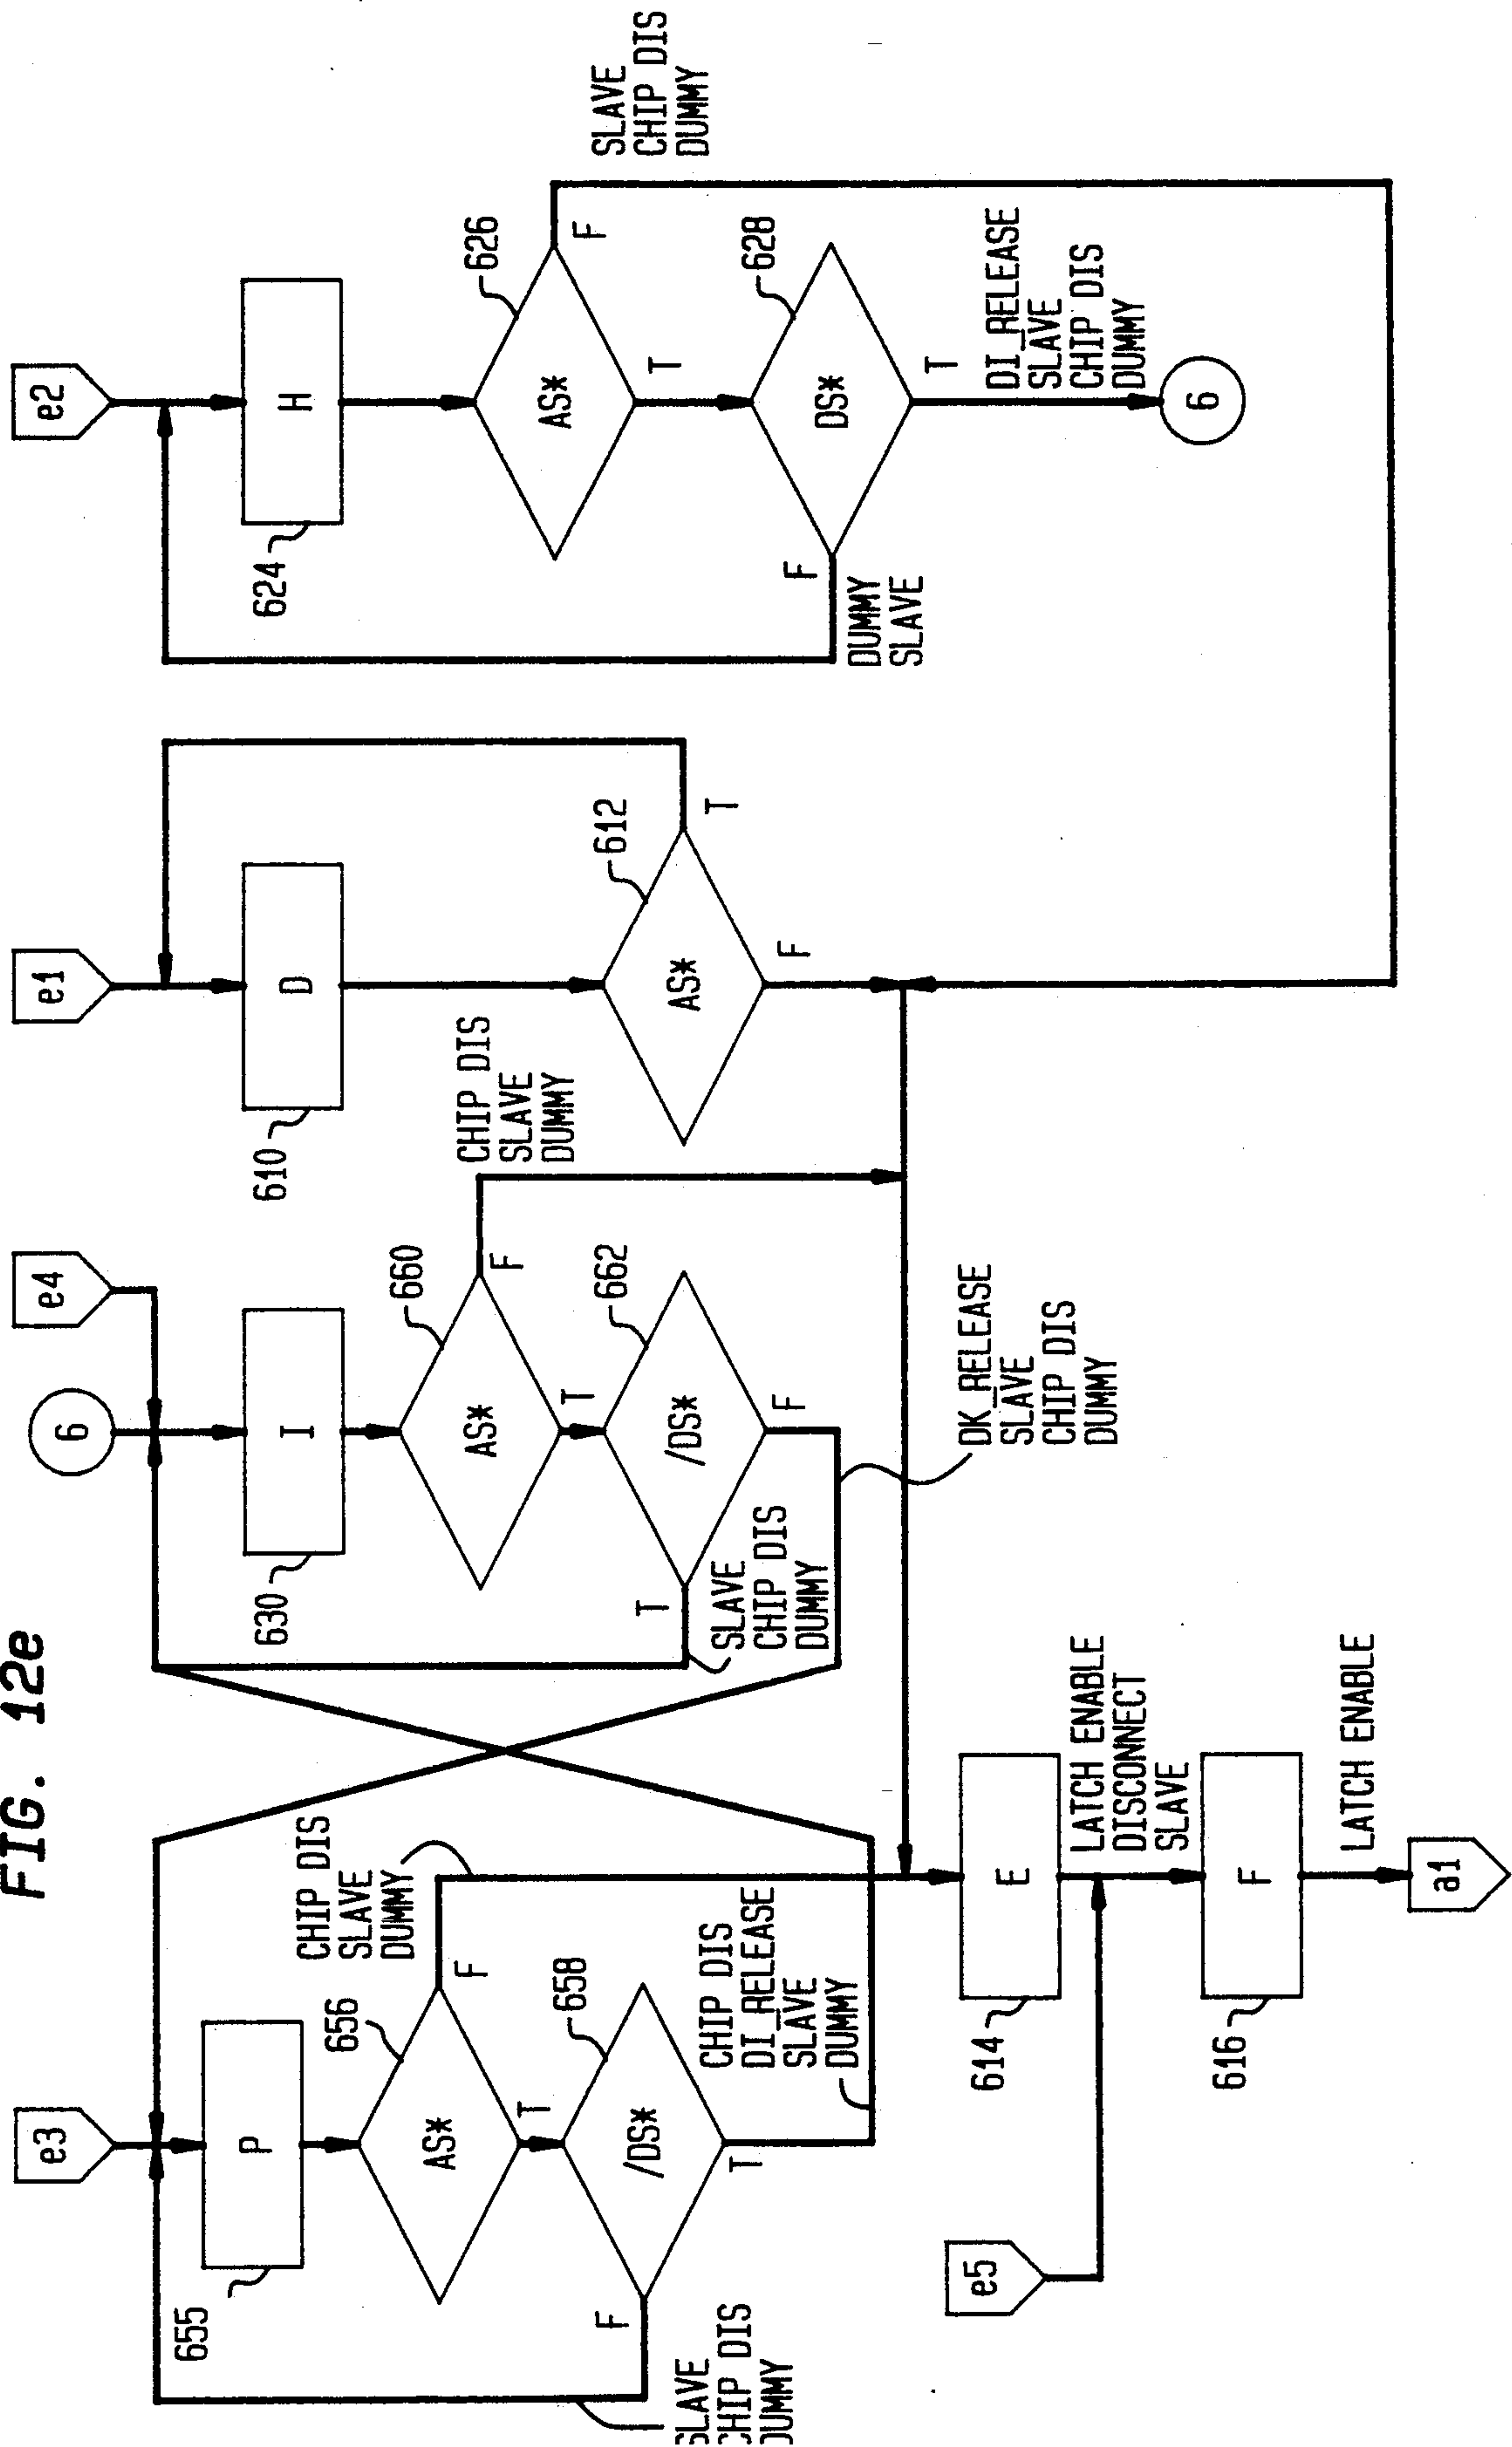 FIG. 12e
e3
655
P
656
AS*
T
F
CHIP DIS
SLAVE
DUMMY
658
/DS*
F
T
CHIP DIS
DI_RELEASE
SLAVE
DUMMY
SLAVE
CHIP DIS
DUMMY
6
e4
630
I
660
AS*
T
F
CHIP DIS
SLAVE
DUMMY
662
/DS*
T
F
SLAVE
CHIP DIS
DUMMY
DK_RELEASE
SLAVE
CHIP DIS
DUMMY
e1
610
D
612
AS*
T
F
e2
624
H
626
AS*
T
F
SLAVE
CHIP DIS
DUMMY
628
DS*
F
DUMMY
SLAVE
T
DI_RELEASE
SLAVE
CHIP DIS
DUMMY
6
e5
614
E
LATCH ENABLE
DISCONNECT
SLAVE
616
F
LATCH ENABLE
a1